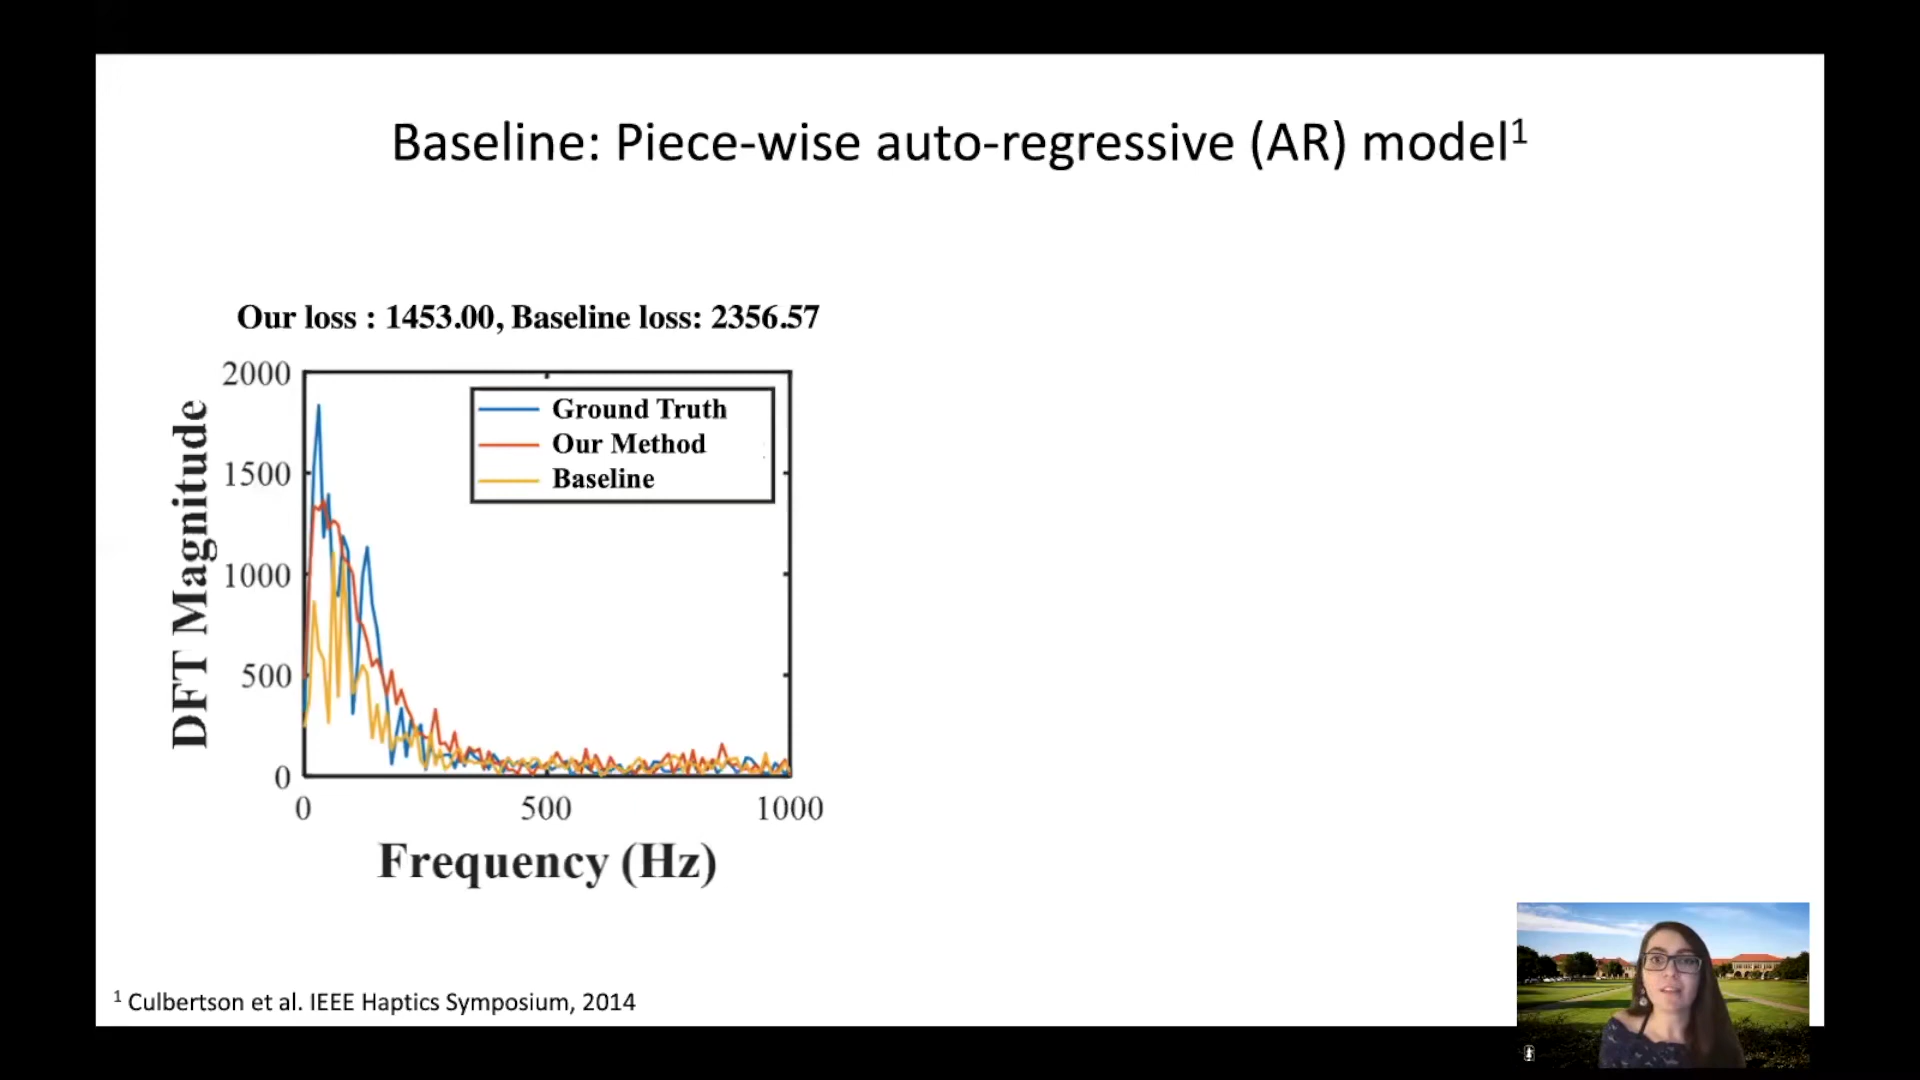 Baseline: Piece-wise auto-regressive (AR) model¹
Our loss : 1453.00, Baseline loss: 2356.57
DFT Magnitude
2000
1500
1000
500
0
Ground Truth
Our Method
Baseline
0 500 1000
Frequency (Hz)
¹ Culbertson et al. IEEE Haptics Symposium, 2014